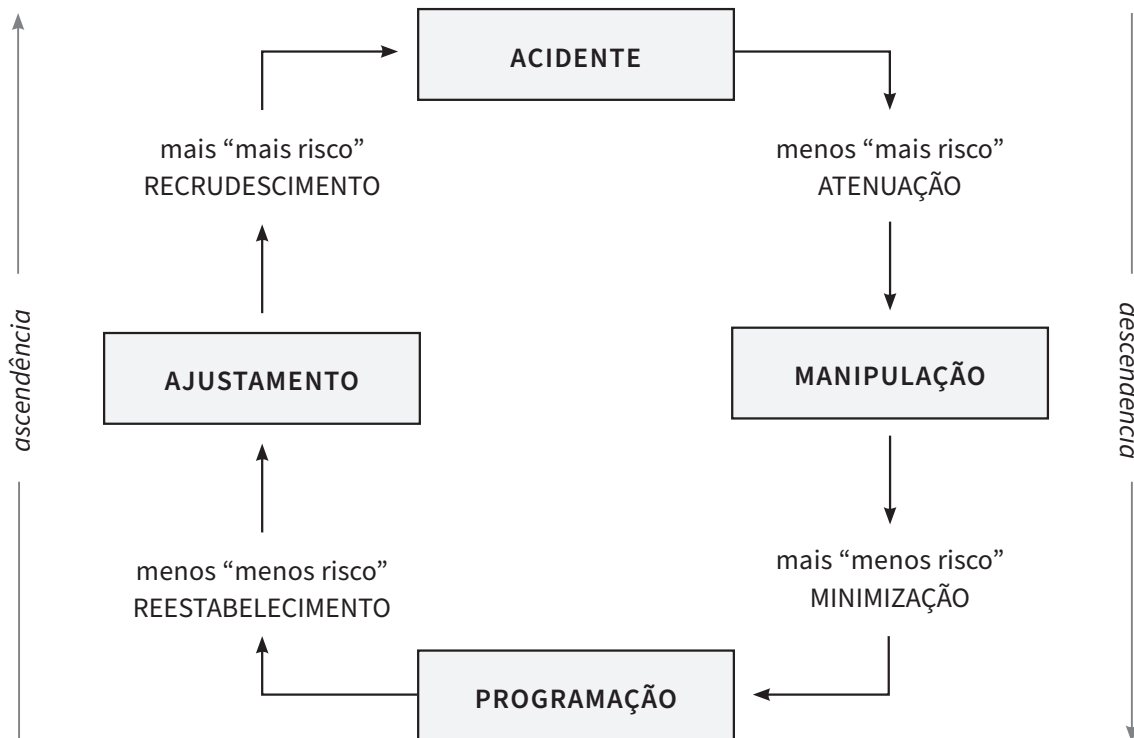 ACIDENTE
mais “mais risco”
RECRUDESCIMENTO
menos “mais risco”
ATENUAÇÃO
ascendência
descendência
AJUSTAMENTO
MANIPULAÇÃO
menos “menos risco”
REESTABELECIMENTO
mais “menos risco”
MINIMIZAÇÃO
PROGRAMAÇÃO